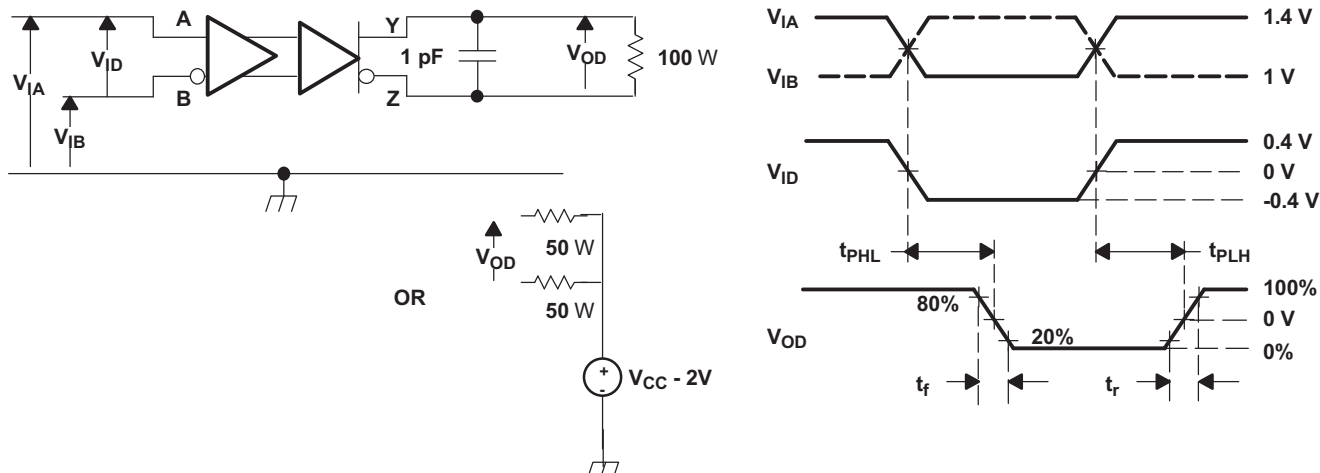 A
Y
V_ID
1 pF
V_OD
100 W
V_IA
B
Z
V_IB
50 W
V_OD
OR
50 W
V_CC - 2V
+
-
V_IA
1.4 V
V_IB
1 V
V_ID
0.4 V
0 V
-0.4 V
t_PHL
t_PLH
80%
100%
V_OD
0 V
20%
0%
t_f
t_r